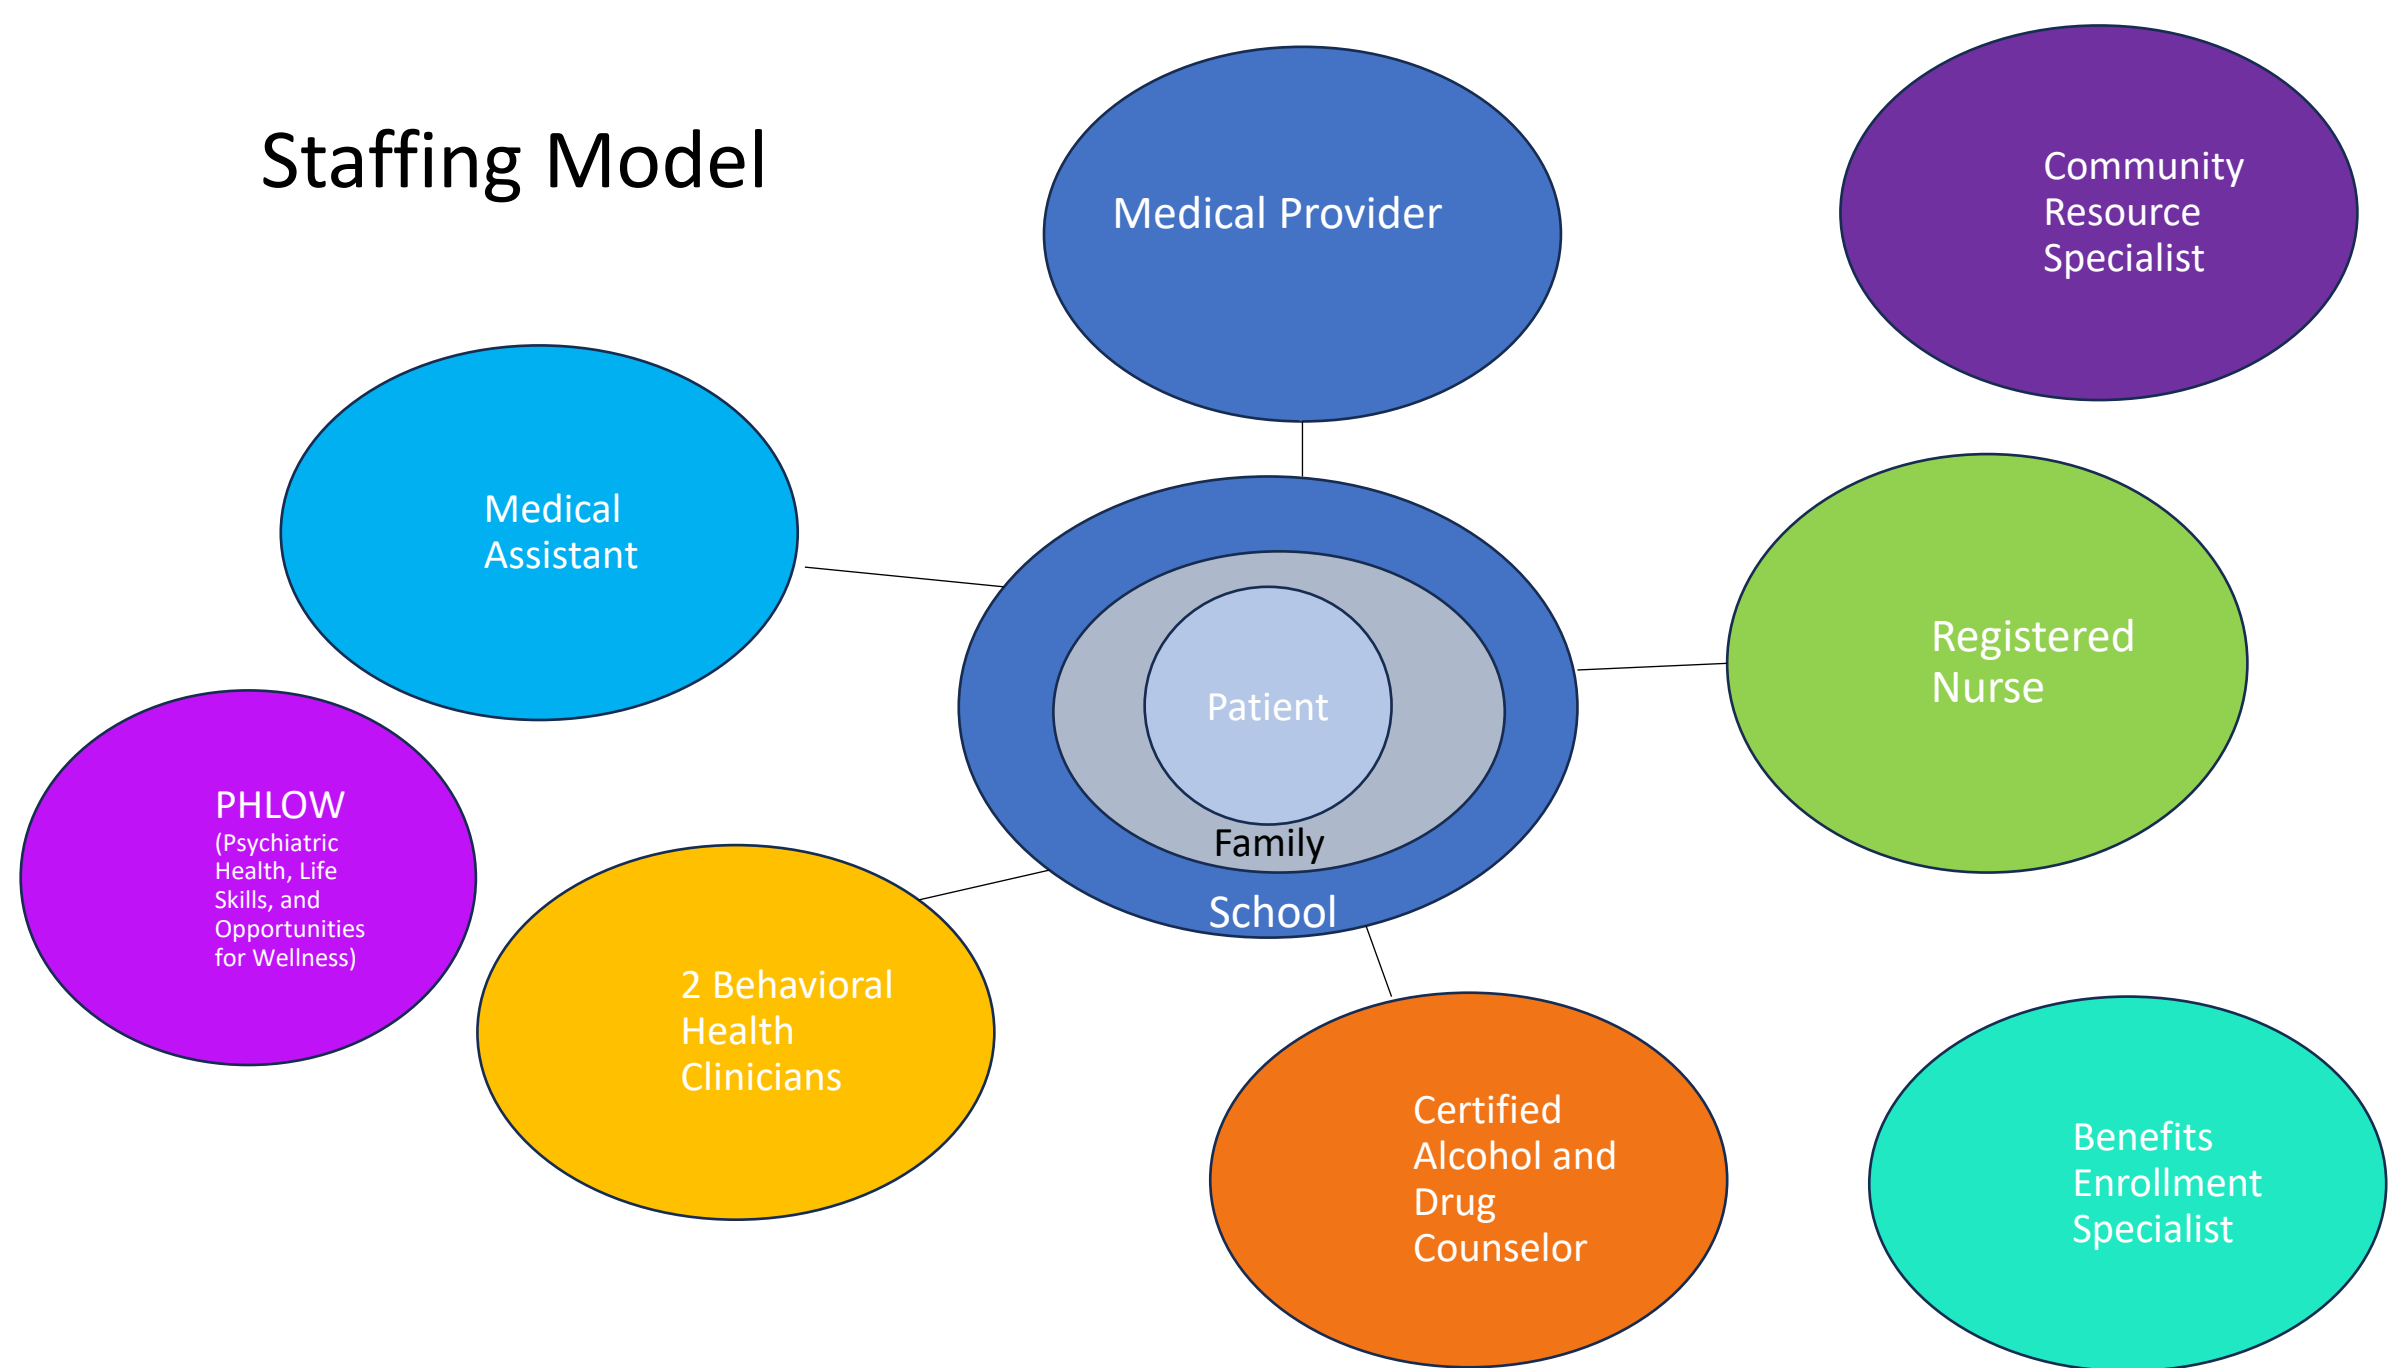 Staffing Model
Medical Provider
Community
Resource
Specialist
Medical
Assistant
Registered
Nurse
Patient
Family
School
PHLOW
(Psychiatric
Health, Life
Skills, and
Opportunities
for Wellness)
2 Behavioral
Health
Clinicians
Certified
Alcohol and
Drug
Counselor
Benefits
Enrollment
Specialist